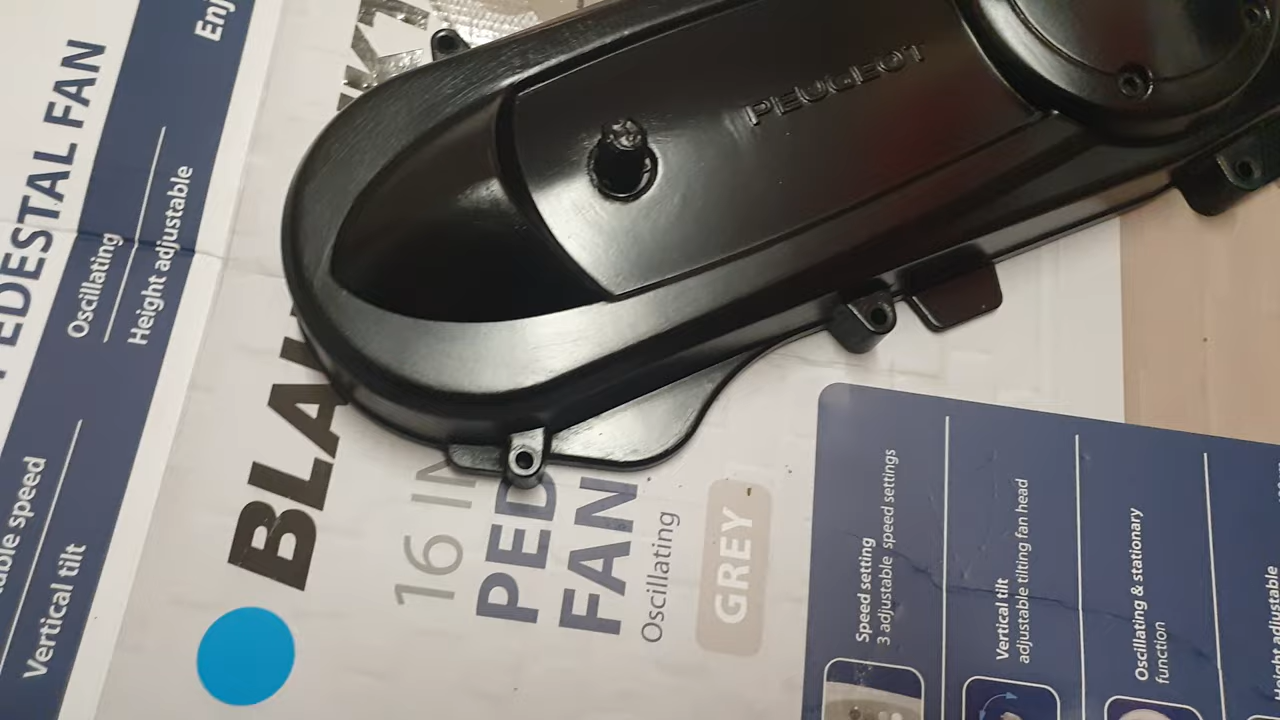 PEUGEOT
PEDESTAL FAN
Oscillating
Height adjustable
Vertical tilt
speed
Enj
BLA
16 IN
PED
FAN
Oscillating
GREY
Speed setting
3 adjustable speed settings
Vertical tilt
adjustable tilting fan head
Oscillating & stationary
function
Height adjustable